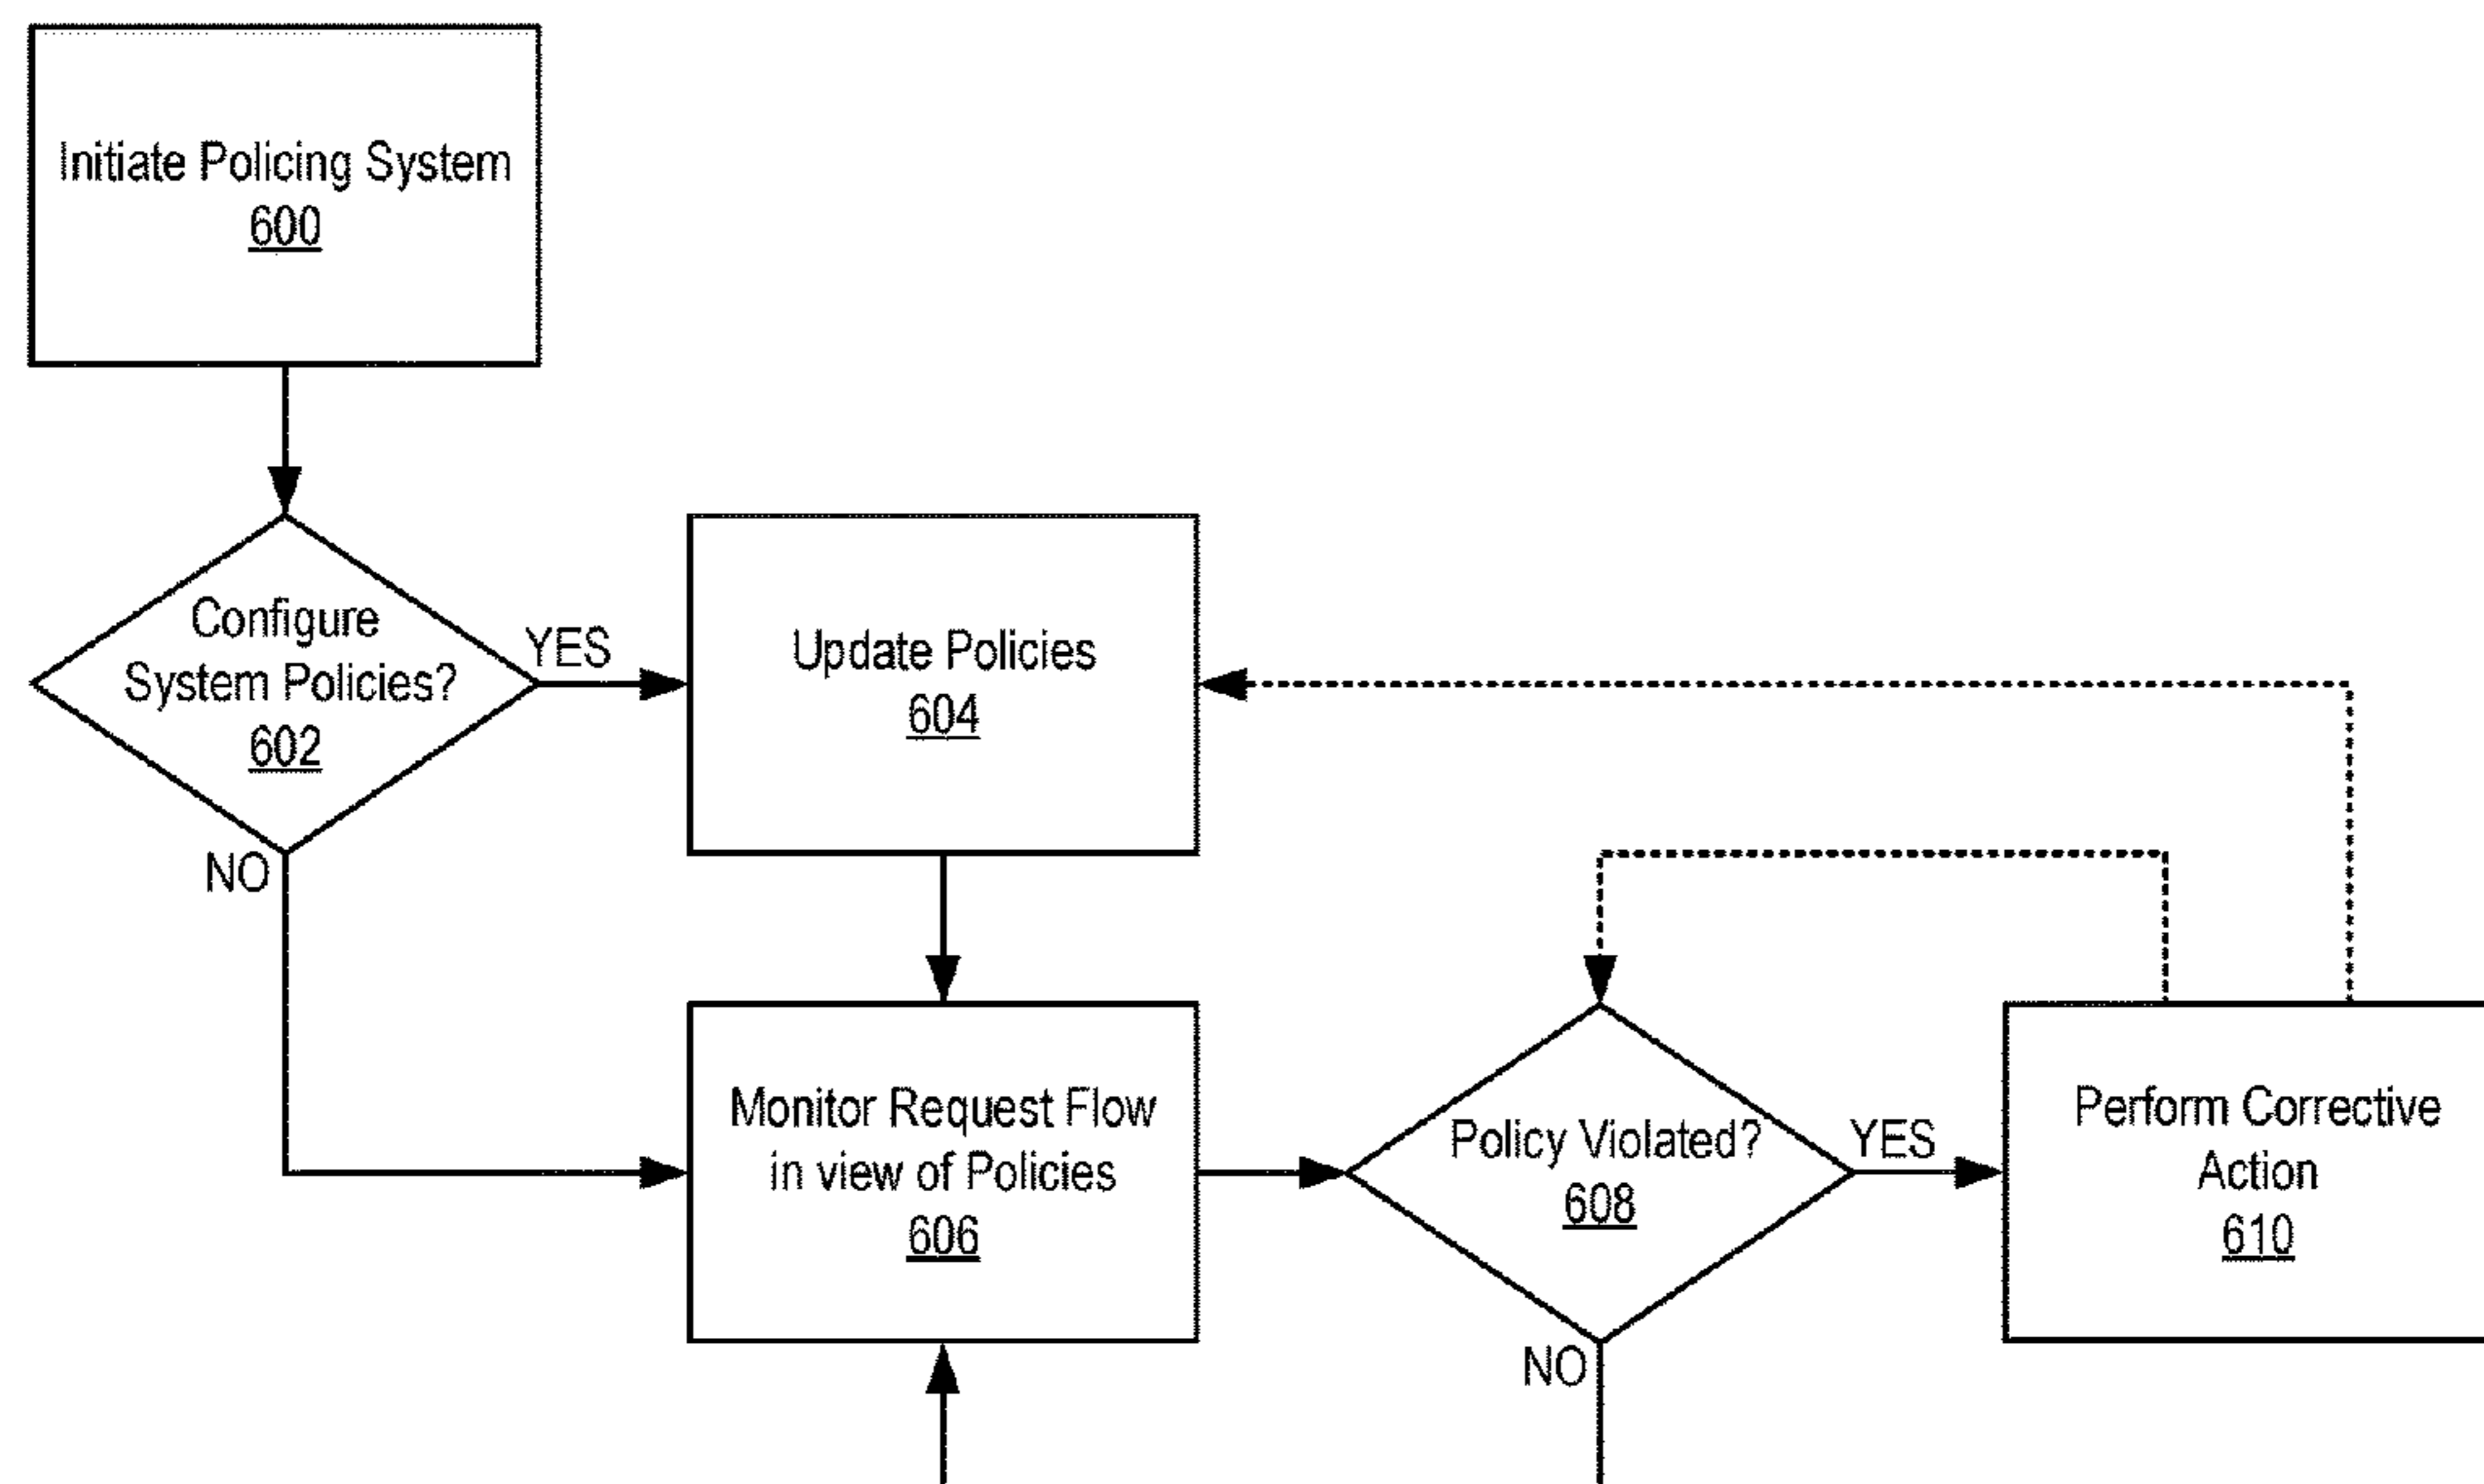 Initiate Policing System
600
Configure
System Policies?
602
YES
NO
Update Policies
604
Monitor Request Flow
in view of Policies
606
Policy Violated?
608
YES
NO
Perform Corrective
Action
610